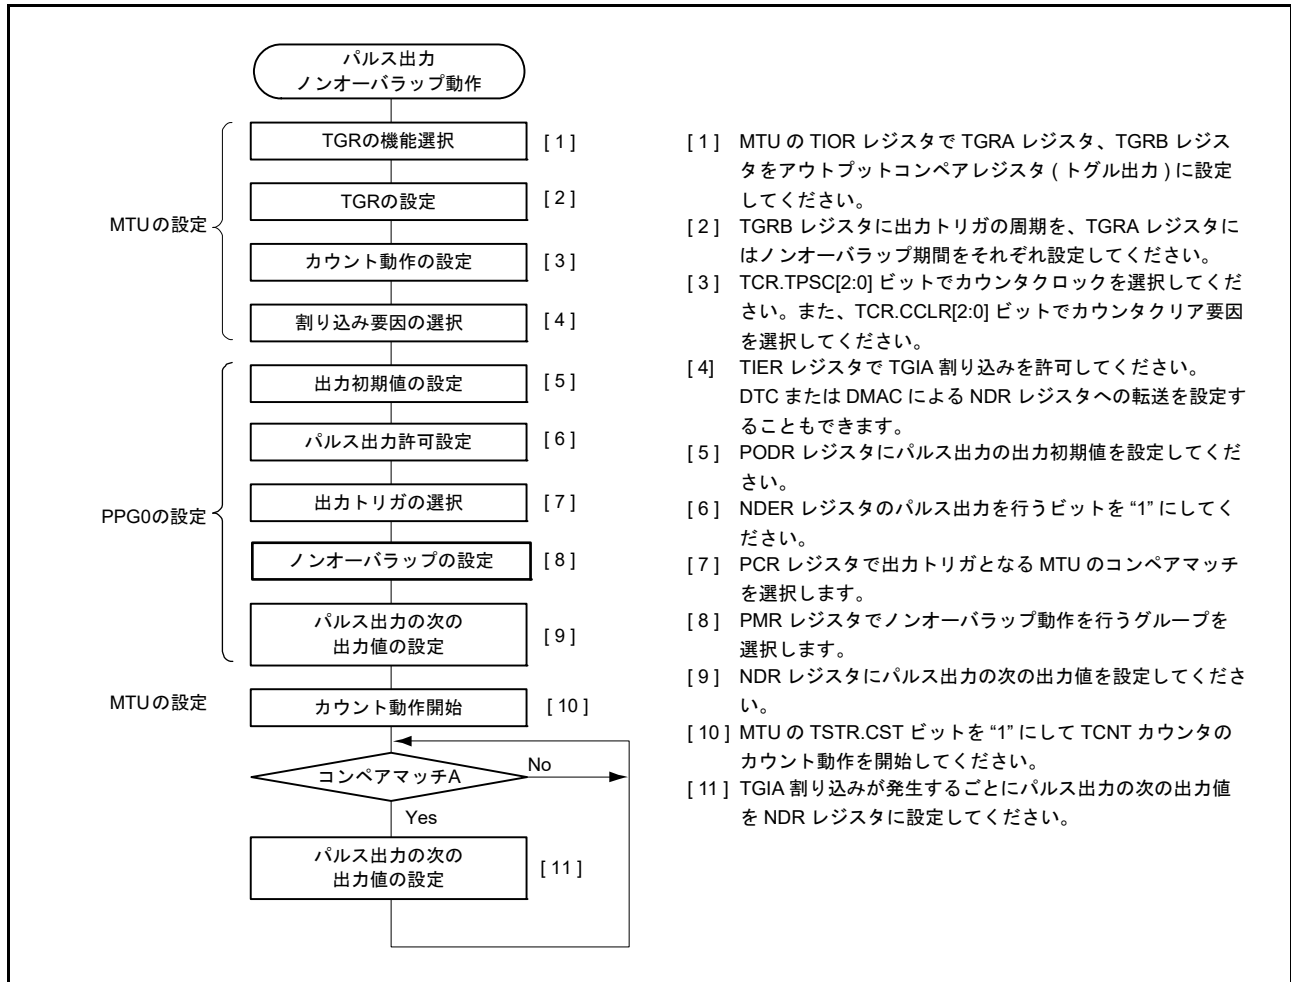 パルス出力
ノンオーバラップ動作
MTUの設定
TGRの機能選択
[ 1 ]
TGRの設定
[ 2 ]
カウント動作の設定
[ 3 ]
割り込み要因の選択
[ 4 ]
PPG0の設定
出力初期値の設定
[ 5 ]
パルス出力許可設定
[ 6 ]
出力トリガの選択
[ 7 ]
ノンオーバラップの設定
[ 8 ]
パルス出力の次の
出力値の設定
[ 9 ]
MTUの設定
カウント動作開始
[ 10 ]
コンペアマッチA
No
Yes
パルス出力の次の
出力値の設定
[ 11 ]
[ 1 ] MTU の TIOR レジスタで TGRA レジスタ、TGRB レジス
タをアウトプットコンペアレジスタ ( トグル出力 ) に設定
してください。
[ 2 ] TGRB レジスタに出力トリガの周期を、TGRA レジスタに
はノンオーバラップ期間をそれぞれ設定してください。
[ 3 ] TCR.TPSC[2:0] ビットでカウンタクロックを選択してくだ
さい。また、TCR.CCLR[2:0] ビットでカウンタクリア要因
を選択してください。
[ 4] TIER レジスタで TGIA 割り込みを許可してください。
DTC または DMAC による NDR レジスタへの転送を設定す
ることもできます。
[ 5 ] PODR レジスタにパルス出力の出力初期値を設定してくだ
さい。
[ 6 ] NDER レジスタのパルス出力を行うビットを “1” にしてく
ださい。
[ 7 ] PCR レジスタで出力トリガとなる MTU のコンペアマッチ
を選択します。
[ 8 ] PMR レジスタでノンオーバラップ動作を行うグループを
選択します。
[ 9 ] NDR レジスタにパルス出力の次の出力値を設定してくださ
い。
[ 10 ] MTU の TSTR.CST ビットを “1” にして TCNT カウンタの
カウント動作を開始してください。
[ 11 ] TGIA 割り込みが発生するごとにパルス出力の次の出力値
を NDR レジスタに設定してください。